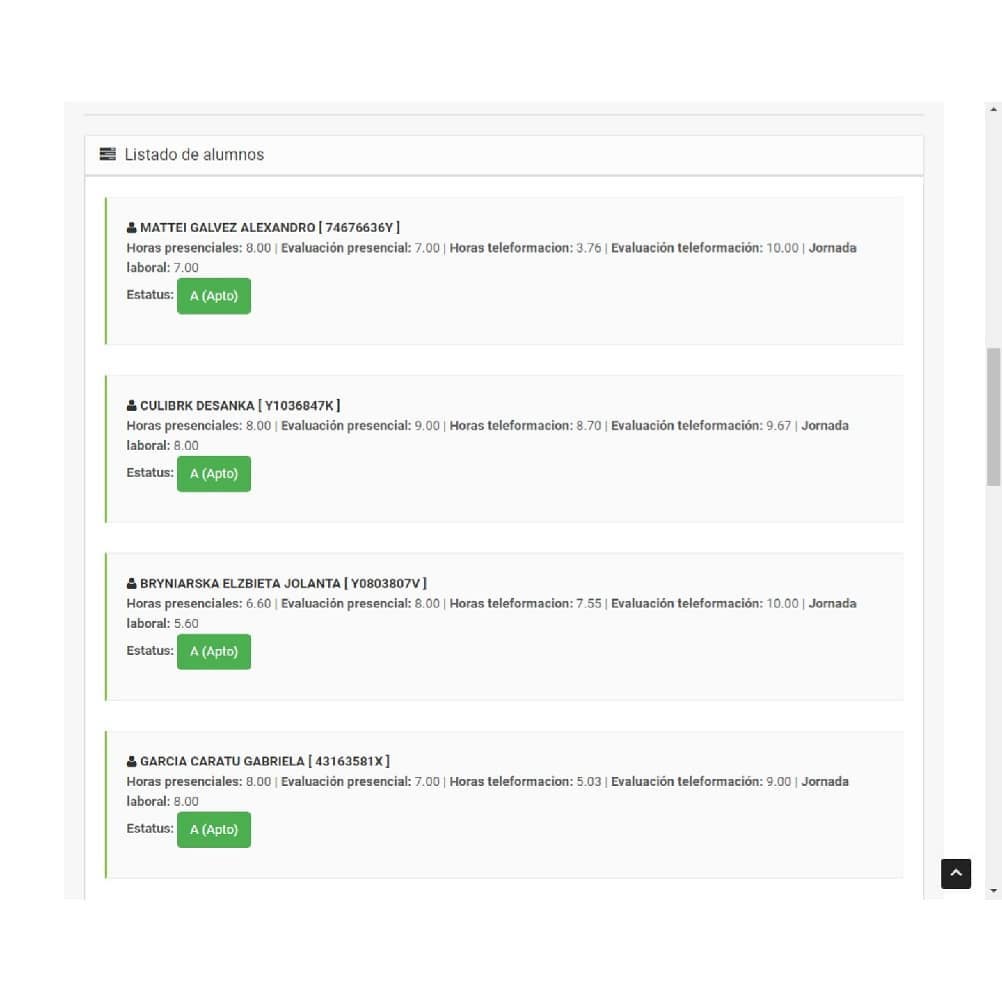 Listado de alumnos
MATTEI GALVEZ ALEXANDRO [ 74676636Y ]
Horas presenciales: 8.00 | Evaluación presencial: 7.00 | Horas teleformacion: 3.76 | Evaluación teleformación: 10.00 | Jornada
laboral: 7.00
Estatus: A (Apto)
CULIBRK DESANKA [ Y1036847K ]
Horas presenciales: 8.00 | Evaluación presencial: 9.00 | Horas teleformacion: 8.70 | Evaluación teleformación: 9.67 | Jornada
laboral: 8.00
Estatus: A (Apto)
BRYNIARSKA ELZBIETA JOLANTA [ Y0803807V ]
Horas presenciales: 6.60 | Evaluación presencial: 8.00 | Horas teleformacion: 7.55 | Evaluación teleformación: 10.00 | Jornada
laboral: 5.60
Estatus: A (Apto)
GARCIA CARATU GABRIELA [ 43163581X ]
Horas presenciales: 8.00 | Evaluación presencial: 7.00 | Horas teleformacion: 5.03 | Evaluación teleformación: 9.00 | Jornada
laboral: 8.00
Estatus: A (Apto)